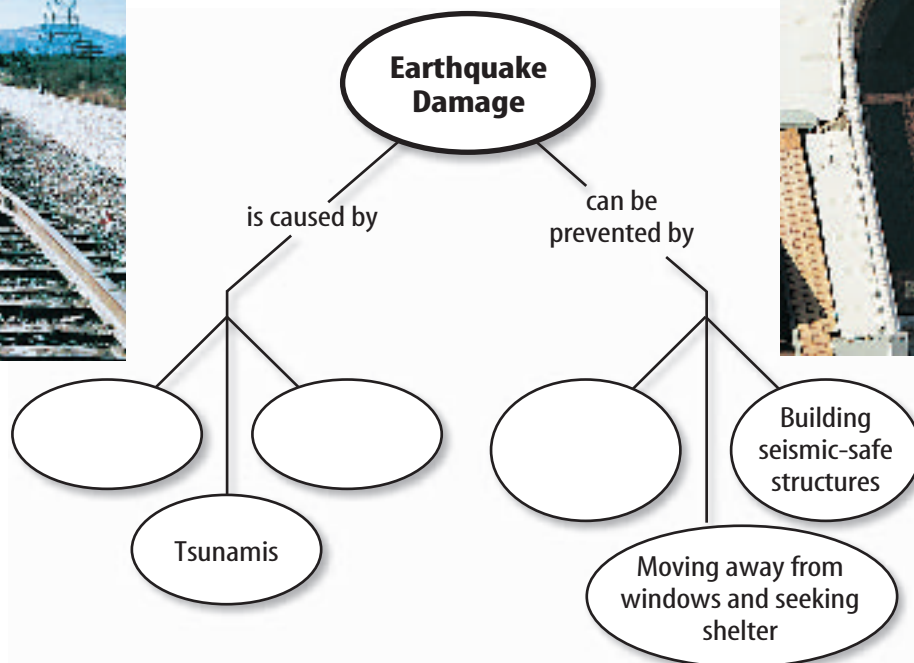 Earthquake
Damage
is caused by
can be
prevented by
Building
seismic-safe
structures
Tsunamis
Moving away from
windows and seeking
shelter